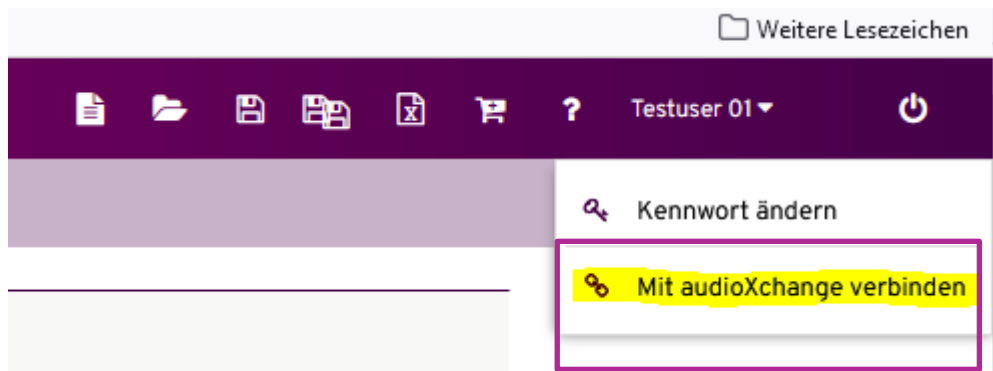 Weitere Lesezeichen
? Testuser 01
Kennwort ändern
Mit audioXchange verbinden